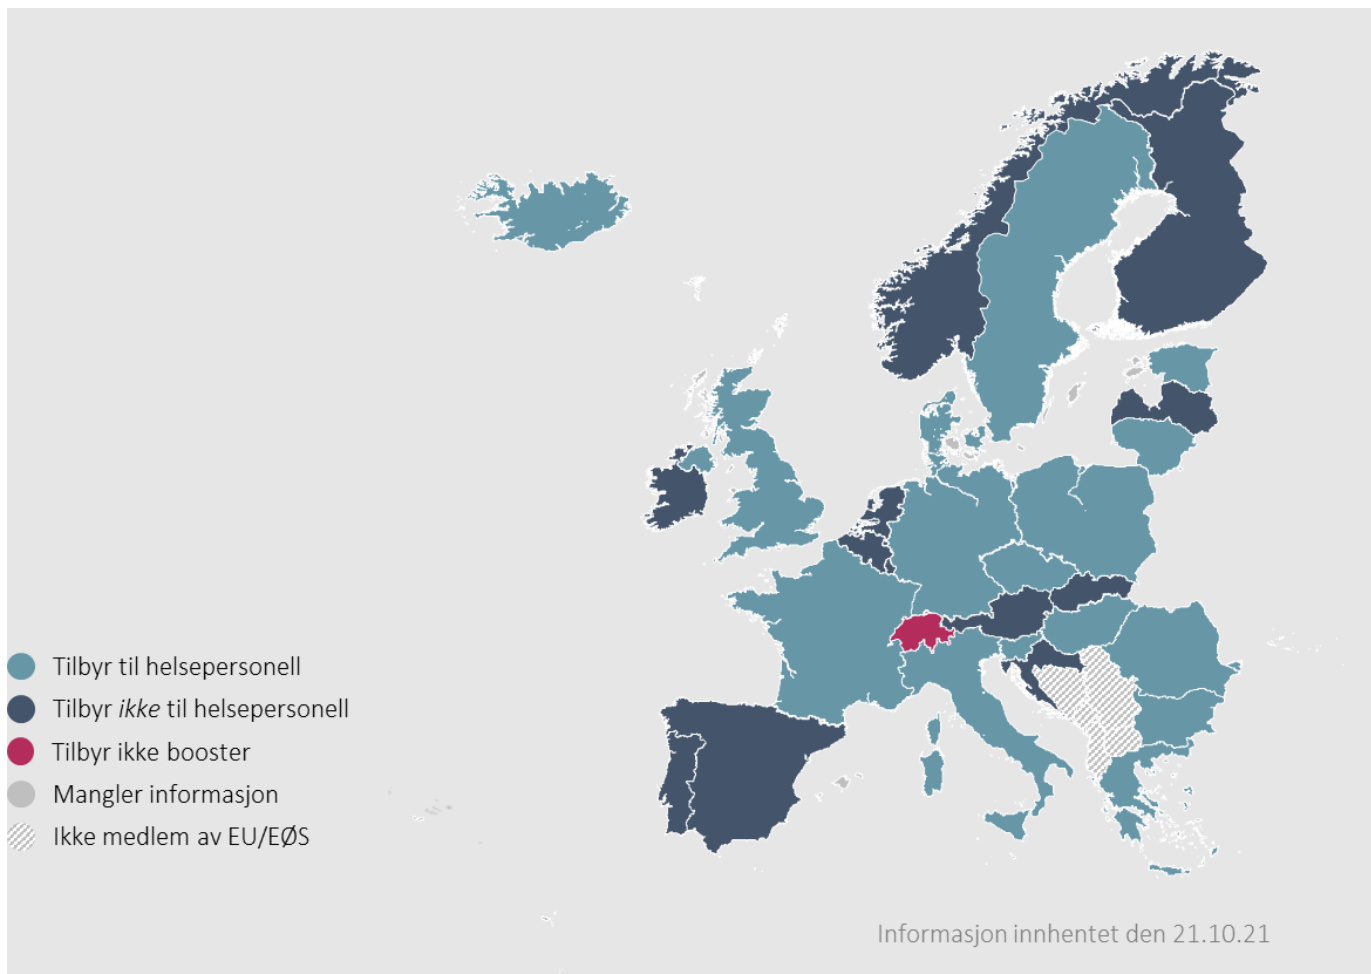 Tilbyr til helsepersonell
Tilbyr ikke til helsepersonell
Tilbyr ikke booster
Mangler informasjon
Ikke medlem av EU/EØS
Informasjon innhentet den 21.10.21